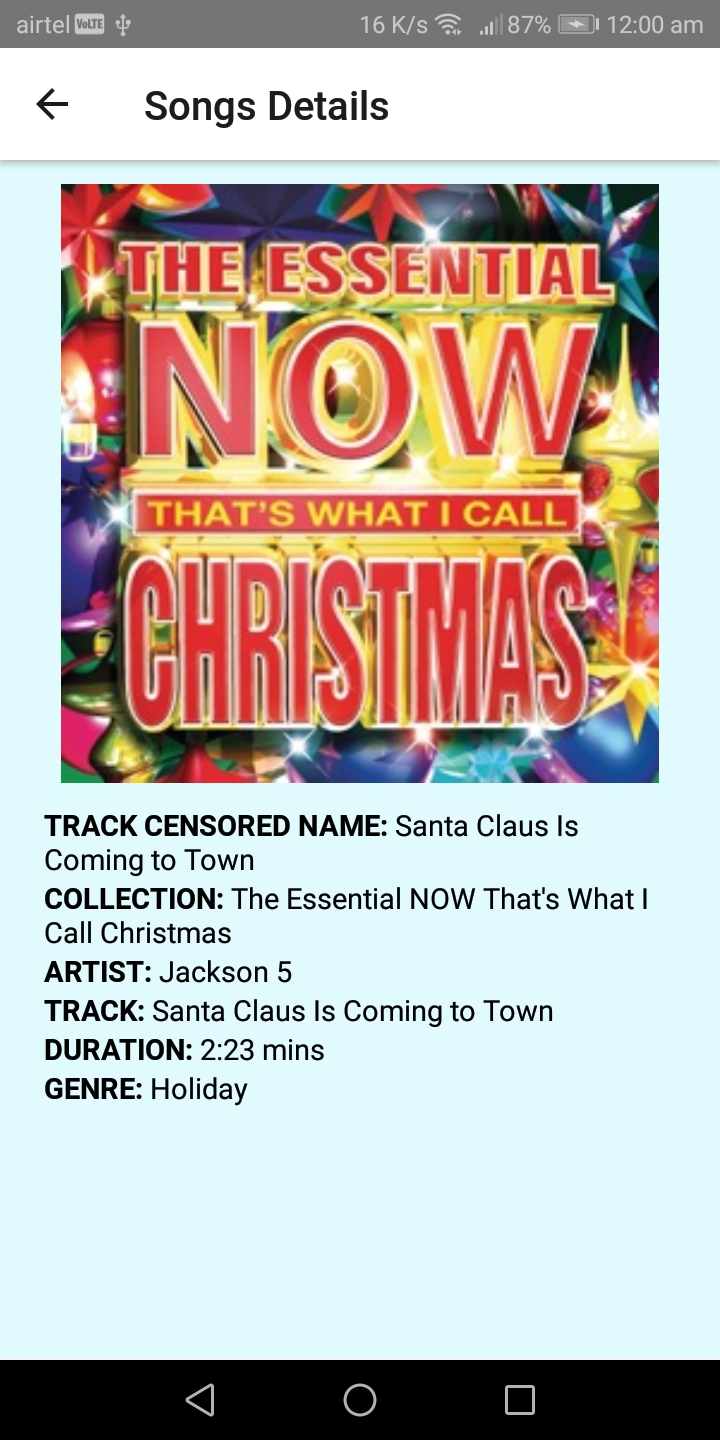 airtel VoLTE 16 K/s 87% 12:00 am
Songs Details
THE ESSENTIAL
NOW
THAT'S WHAT I CALL
CHRISTMAS
TRACK CENSORED NAME: Santa Claus Is
Coming to Town
COLLECTION: The Essential NOW That's What I
Call Christmas
ARTIST: Jackson 5
TRACK: Santa Claus Is Coming to Town
DURATION: 2:23 mins
GENRE: Holiday